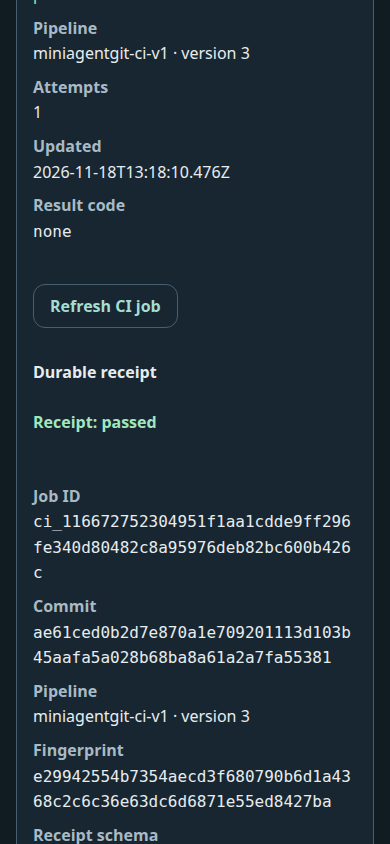 Pipeline
miniagentgit-ci-v1 · version 3
Attempts
1
Updated
2026-11-18T13:18:10.476Z
Result code
none
Refresh CI job
Durable receipt
Receipt: passed
Job ID
ci_116672752304951f1aa1cdde9ff296
fe340d80482c8a95976deb82bc600b426
c
Commit
ae61ced0b2d7e870a1e709201113d103b
45aafa5a028b68ba8a61a2a7fa55381
Pipeline
miniagentgit-ci-v1 · version 3
Fingerprint
e29942554b7354aecd3f680790b6d1a43
68c2c6c36e63dc6d6871e55ed8427ba
Receipt schema